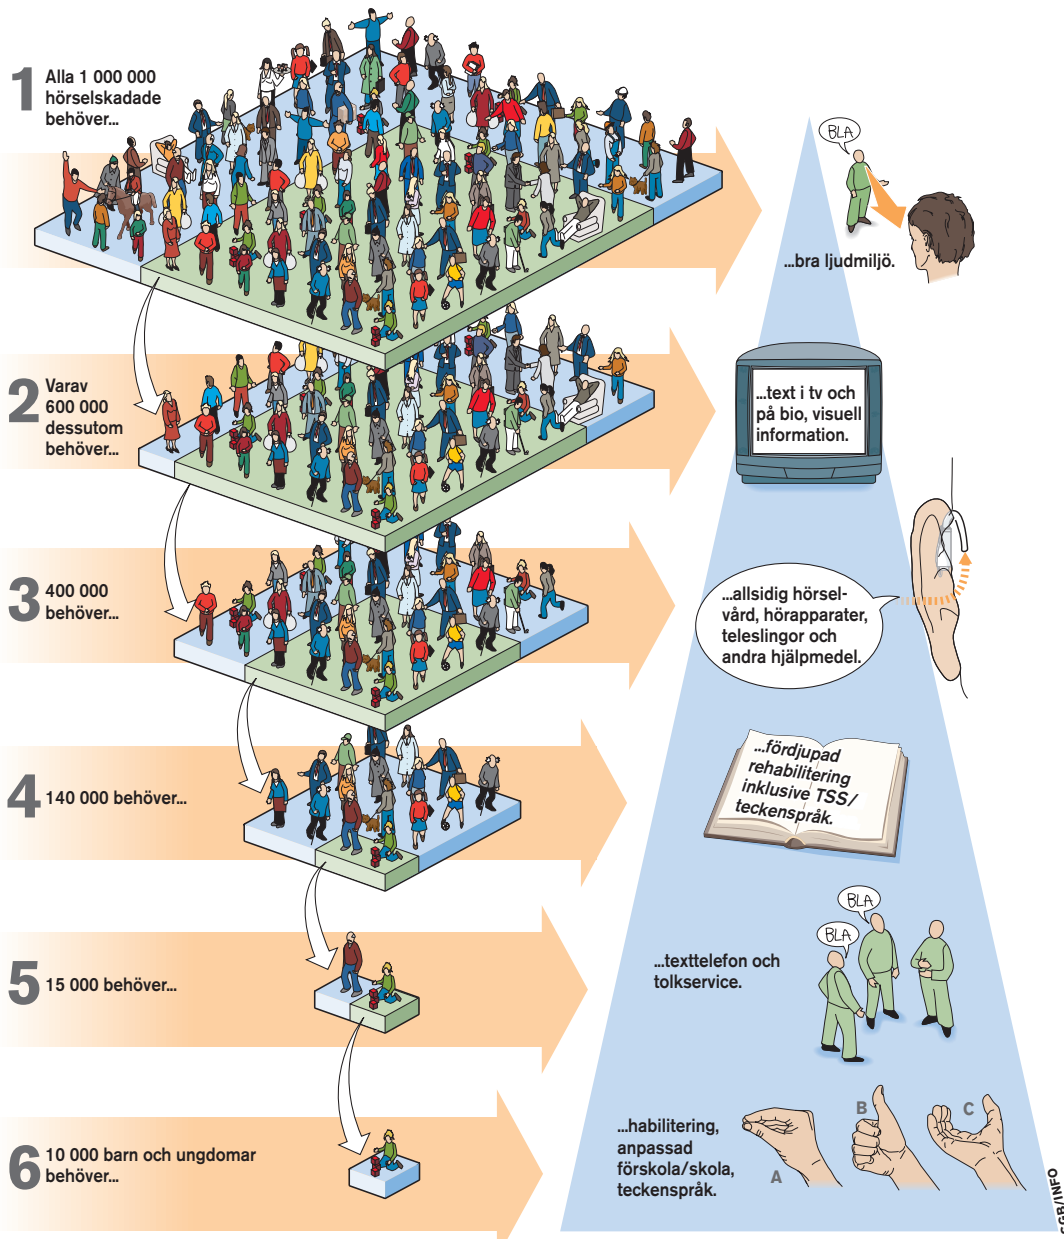 1
Alla 1 000 000
hörselskadade
behöver...
BLA
...bra ljudmiljö.
2
Varav
600 000
dessutom
behöver...
...text i tv och
på bio, visuell
information.
3
400 000
behöver...
...allsidig hörsel-
vård, hörapparater,
teleslingor och
andra hjälpmedel.
4
140 000 behöver...
...fördjupad
rehabilitering
inklusive TSS/
teckenspråk.
5
15 000 behöver...
BLA
BLA
...texttelefon och
tolkservice.
6
10 000 barn och ungdomar
behöver...
...habilitering,
anpassad
förskola/skola,
teckenspråk.
A
B
C